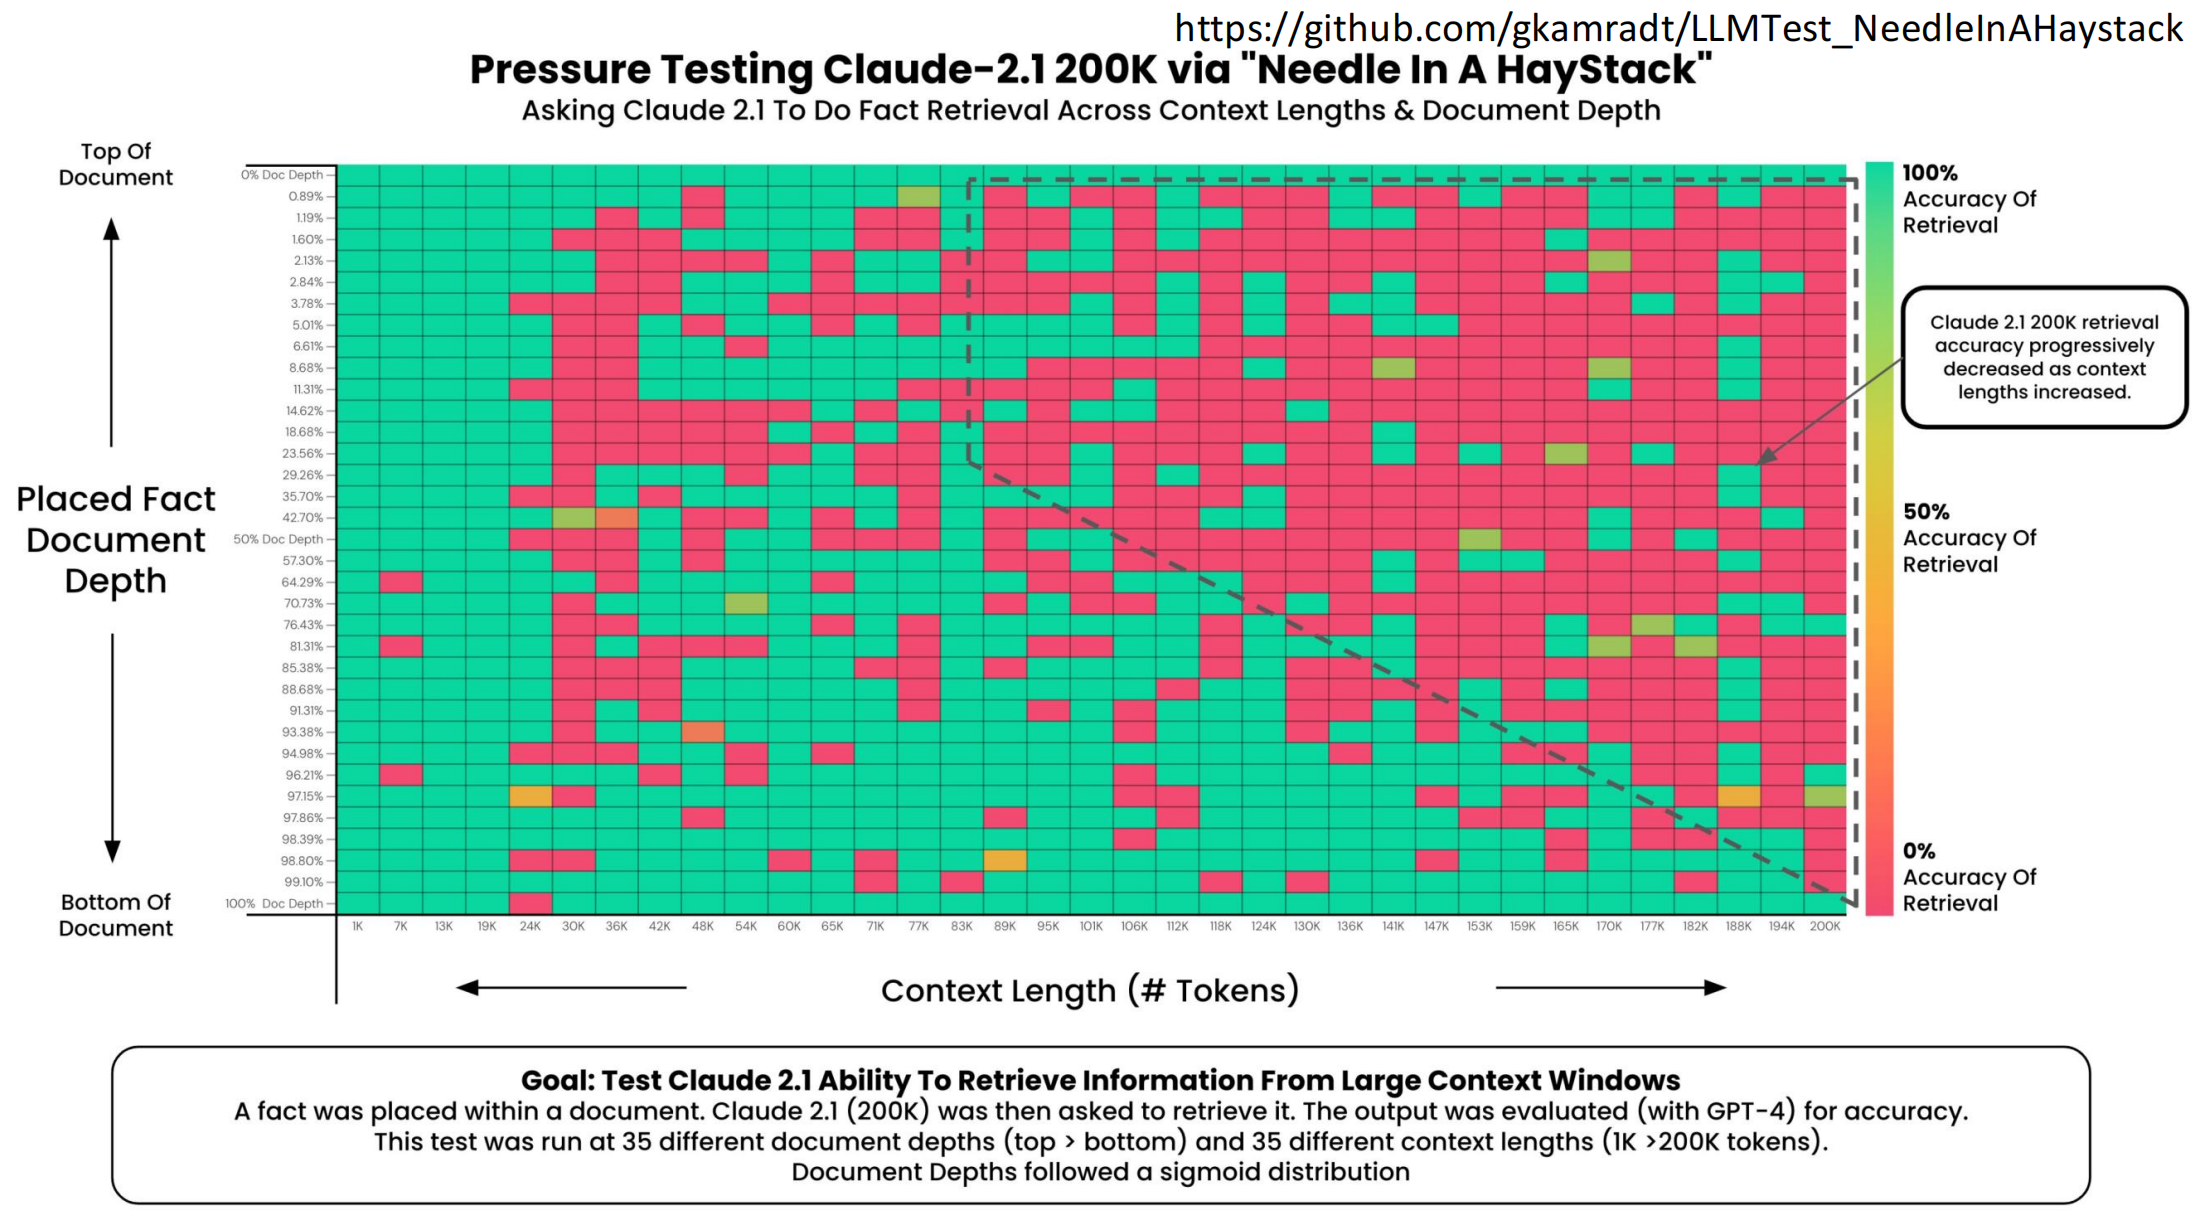 https://github.com/gkamradt/LLMTest_NeedleInAHaystack
Pressure Testing Claude-2.1 200K via "Needle In A HayStack"
Asking Claude 2.1 To Do Fact Retrieval Across Context Lengths & Document Depth
Top Of
Document
Placed Fact
Document
Depth
Bottom Of
Document
0% Doc Depth
0.89%
1.19%
1.60%
2.13%
2.84%
3.78%
5.01%
6.61%
8.68%
11.31%
14.62%
18.68%
23.56%
29.26%
35.70%
42.70%
50% Doc Depth
57.30%
64.29%
70.73%
76.43%
81.31%
85.38%
88.68%
91.31%
93.38%
94.98%
96.21%
97.15%
97.86%
98.39%
98.80%
99.10%
100% Doc Depth
1K 7K 13K 19K 24K 30K 36K 42K 48K 54K 60K 65K 71K 77K 83K 89K 95K 101K 106K 112K 118K 124K 130K 136K 141K 147K 153K 159K 165K 170K 177K 182K 188K 194K 200K
Context Length (# Tokens)
100%
Accuracy Of
Retrieval
Claude 2.1 200K retrieval
accuracy progressively
decreased as context
lengths increased.
50%
Accuracy Of
Retrieval
0%
Accuracy Of
Retrieval
Goal: Test Claude 2.1 Ability To Retrieve Information From Large Context Windows
A fact was placed within a document. Claude 2.1 (200K) was then asked to retrieve it. The output was evaluated (with GPT-4) for accuracy.
This test was run at 35 different document depths (top > bottom) and 35 different context lengths (1K >200K tokens).
Document Depths followed a sigmoid distribution